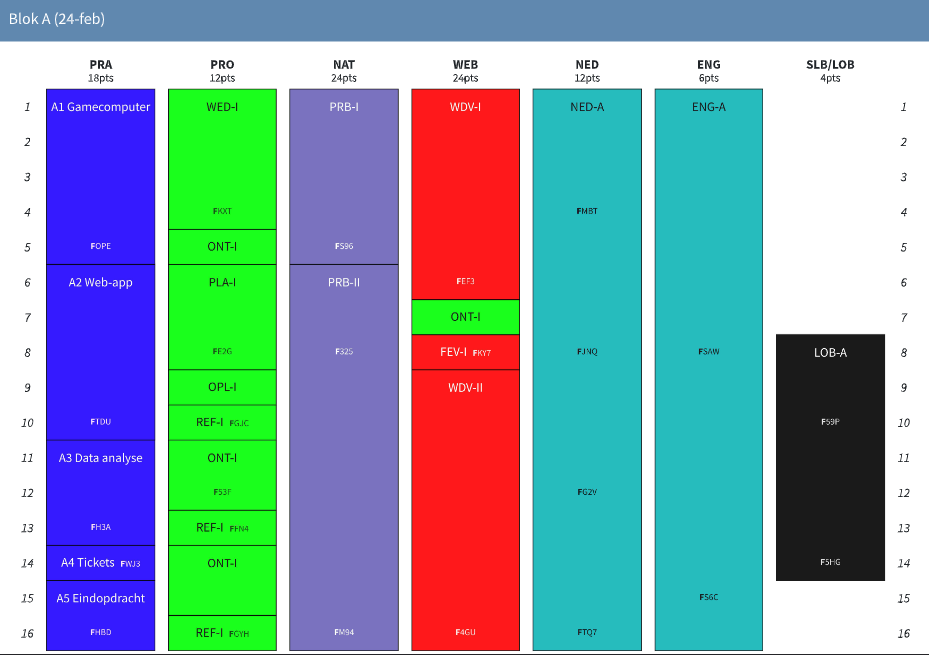 Blok A (24-feb)
PRA PRO NAT WEB NED ENG SLB/LOB
18pts 12pts 24pts 24pts 12pts 6pts 4pts
1 A1 Gamecomputer WED-I PRB-I WDV-I NED-A ENG-A 1
2 2
3 3
4 FKXT FMBT 4
5 FOPE ONT-I FS96 5
6 A2 Web-app PLA-I PRB-II FEF3 6
7 ONT-I 7
8 FE2G F325 FEV-I FKY7 FJNQ FSAW LOB-A 8
9 OPL-I WDV-II 9
10 FTDU REF-I FGJC F59P 10
11 A3 Data analyse ONT-I 11
12 F53F FG2V 12
13 FH3A REF-I FFN4 13
14 A4 Tickets FWJ3 ONT-I F5HG 14
15 A5 Eindopdracht FS6C 15
16 FHBD REF-I FGYH FM94 F4GU FTQ7 16